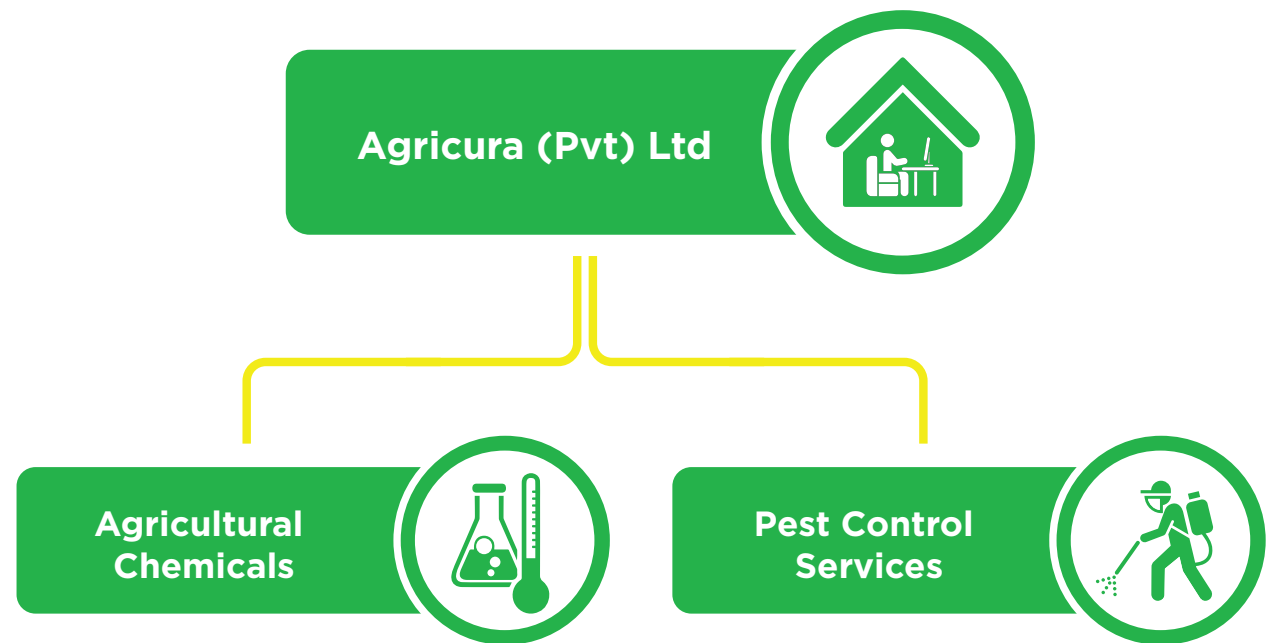 Agricura (Pvt) Ltd
Agricultural
Chemicals
Pest Control
Services